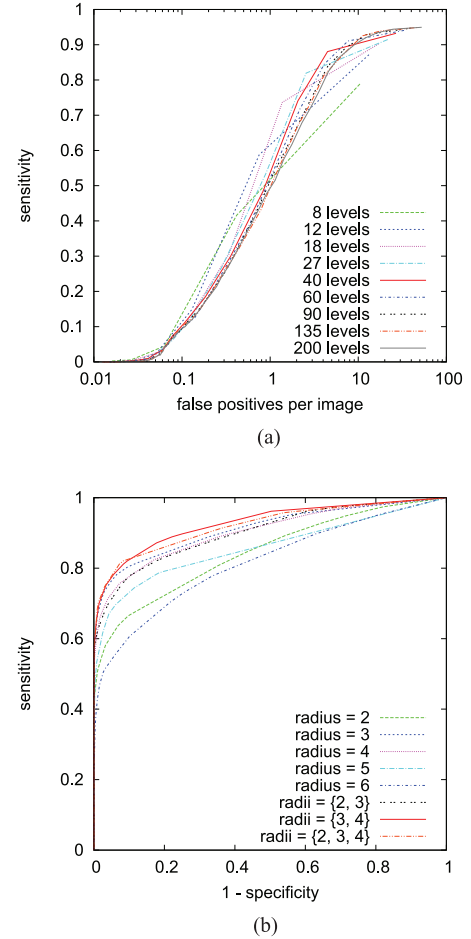 1
0.9
0.8
0.7
0.6
0.5
0.4
0.3
0.2
0.1
0
sensitivity
8 levels
12 levels
18 levels
27 levels
40 levels
60 levels
90 levels
135 levels
200 levels
0.01 0.1 1 10 100
false positives per image
(a)
1
0.8
0.6
0.4
0.2
0
sensitivity
radius = 2
radius = 3
radius = 4
radius = 5
radius = 6
radii = {2, 3}
radii = {3, 4}
radii = {2, 3, 4}
0 0.2 0.4 0.6 0.8 1
1 - specificity
(b)